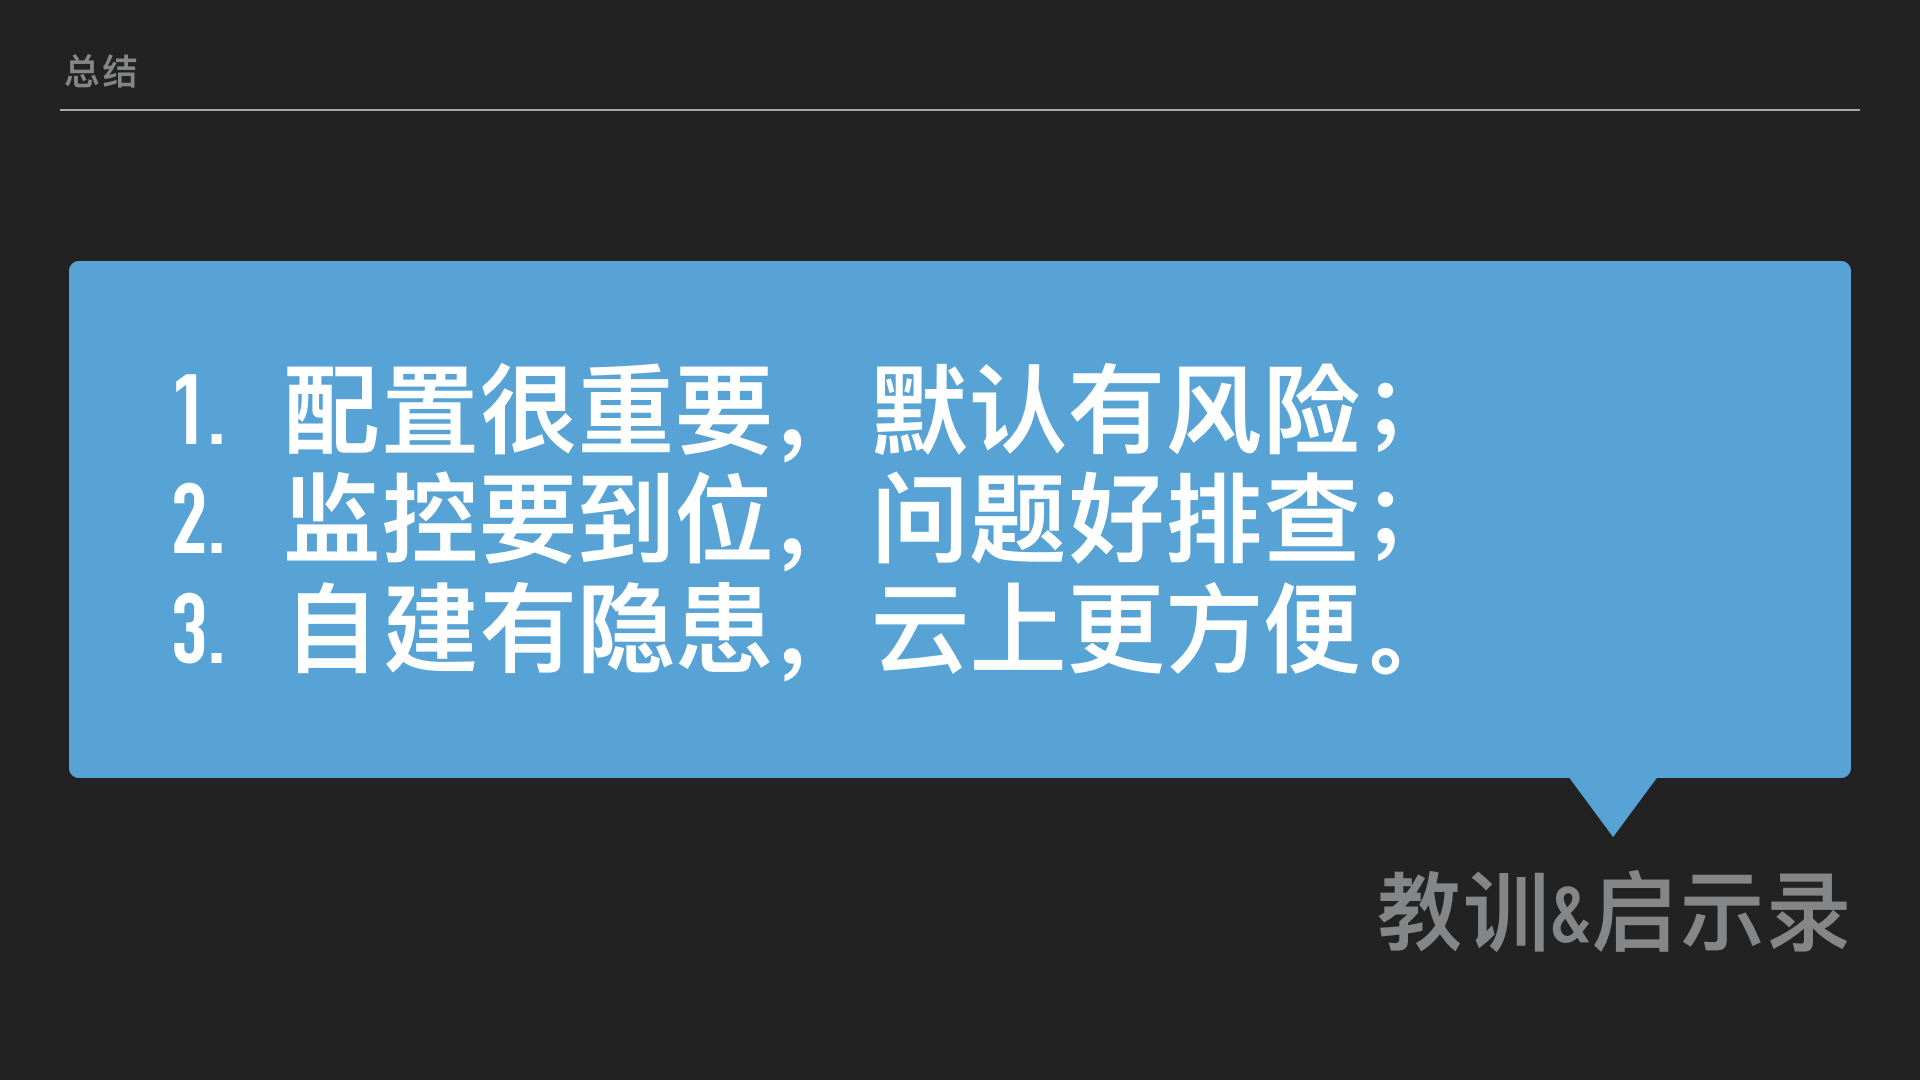 总结
1. 配置很重要，默认有风险；
2. 监控要到位，问题好排查；
3. 自建有隐患，云上更方便。
教训&启示录